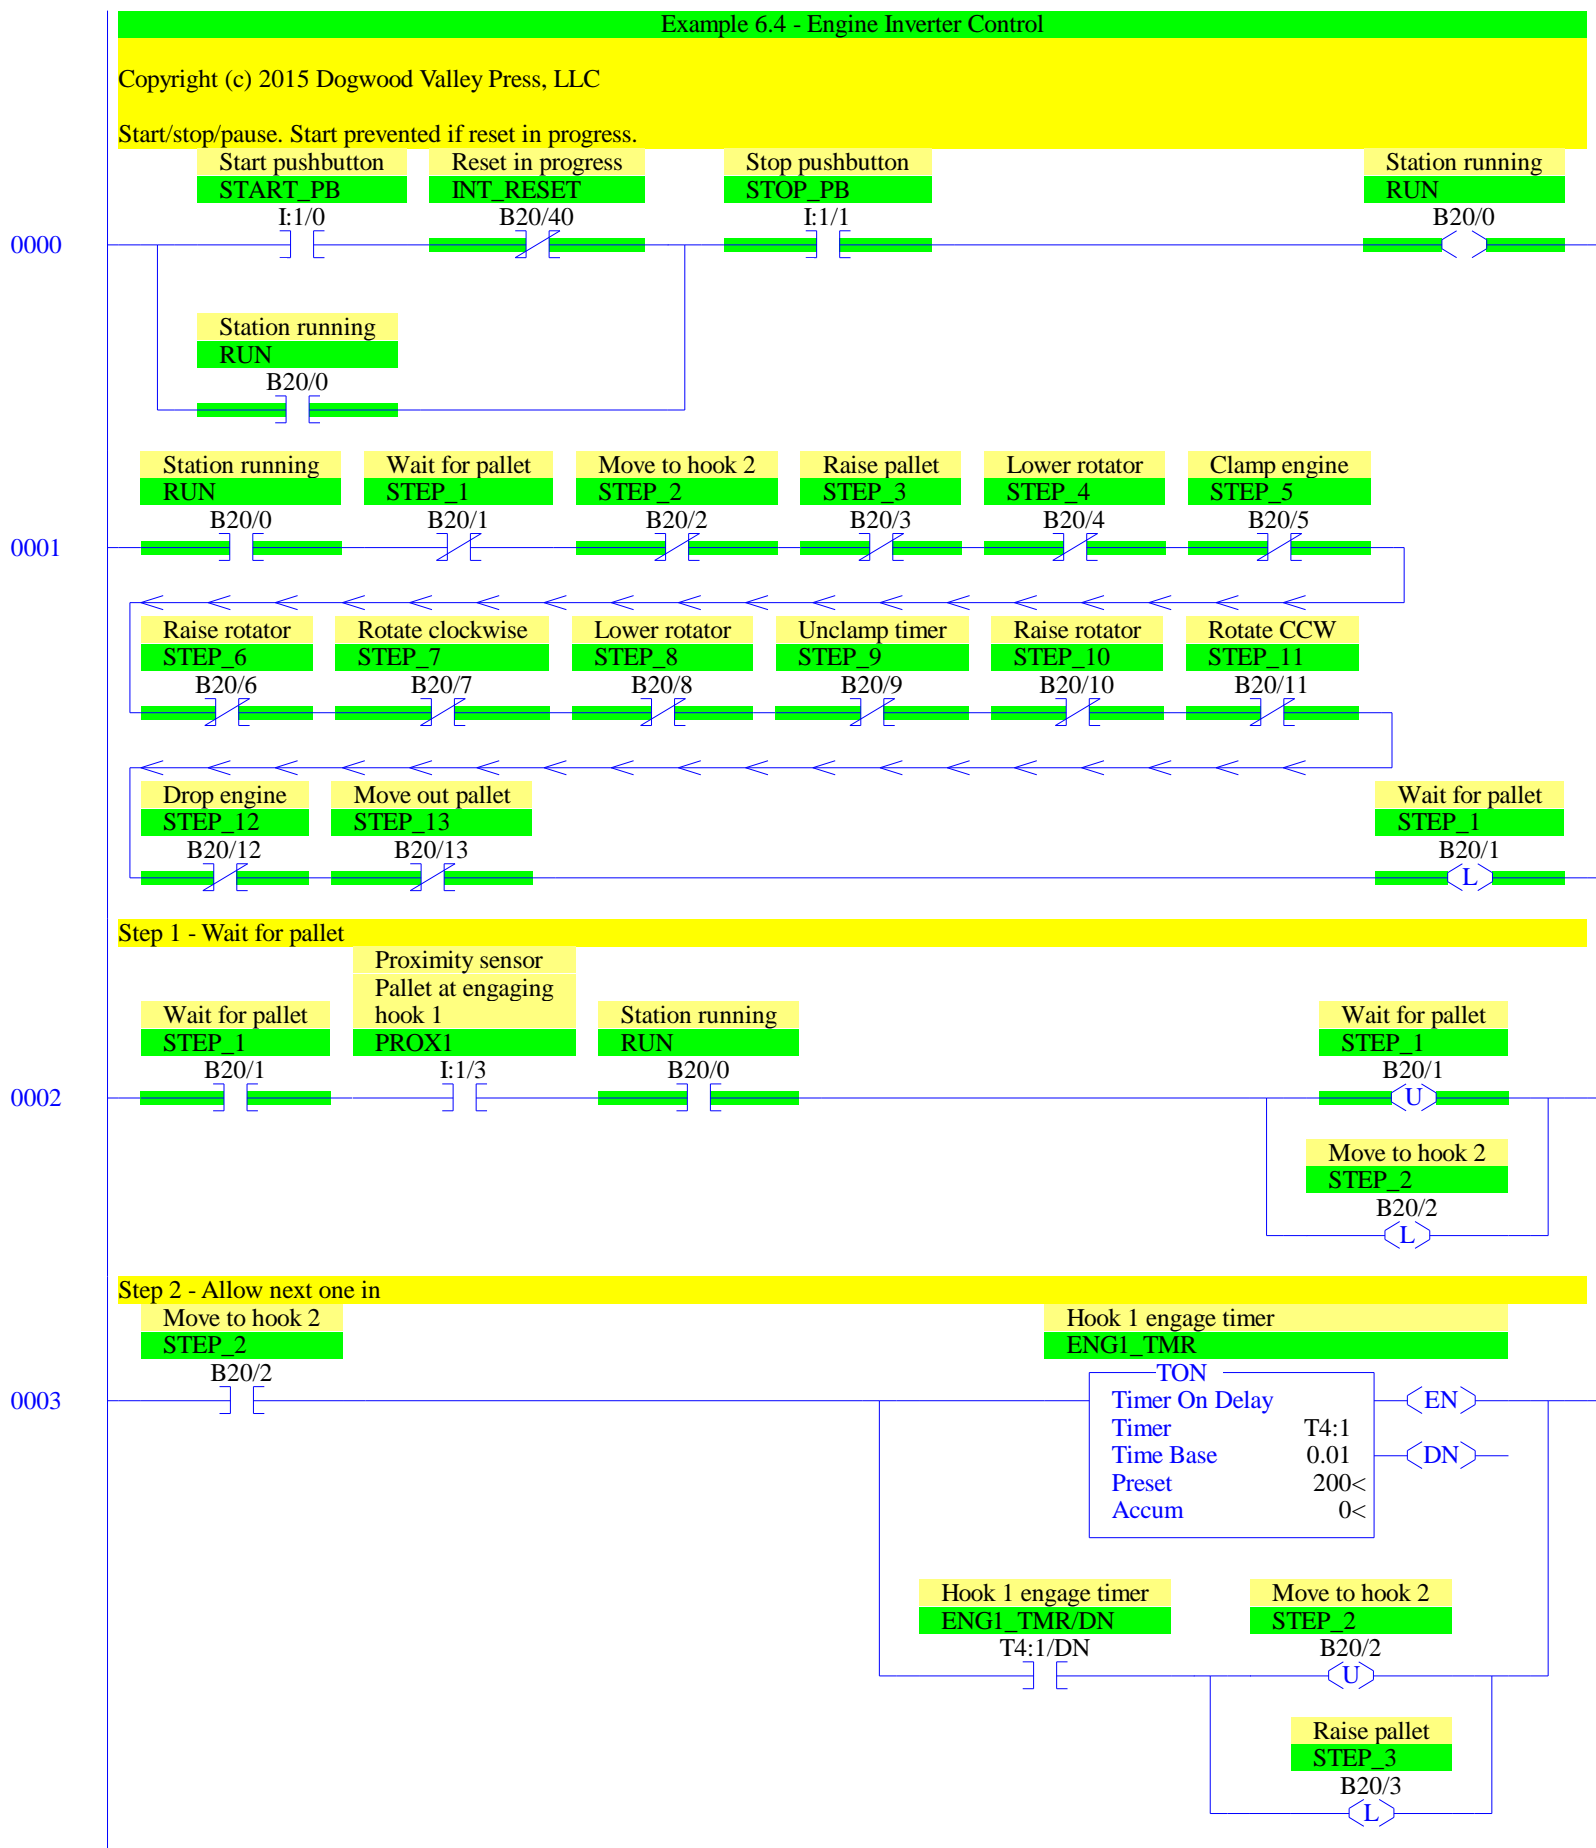 Example 6.4 - Engine Inverter Control
Copyright (c) 2015 Dogwood Valley Press, LLC
Start/stop/pause. Start prevented if reset in progress.
Start pushbutton Reset in progress Stop pushbutton Station running
START_PB INT_RESET STOP_PB RUN
I:1/0 B20/40 I:1/1 B20/0
0000
Station running
RUN
B20/0
Station running Wait for pallet Move to hook 2 Raise pallet Lower rotator Clamp engine
RUN STEP_1 STEP_2 STEP_3 STEP_4 STEP_5
B20/0 B20/1 B20/2 B20/3 B20/4 B20/5
0001
Raise rotator Rotate clockwise Lower rotator Unclamp timer Raise rotator Rotate CCW
STEP_6 STEP_7 STEP_8 STEP_9 STEP_10 STEP_11
B20/6 B20/7 B20/8 B20/9 B20/10 B20/11
Drop engine Move out pallet Wait for pallet
STEP_12 STEP_13 STEP_1
B20/12 B20/13 B20/1
L
Step 1 - Wait for pallet
Proximity sensor
Pallet at engaging
Wait for pallet hook 1 Station running Wait for pallet
STEP_1 PROX1 RUN STEP_1
B20/1 I:1/3 B20/0 B20/1
0002 U
Move to hook 2
STEP_2
B20/2
L
Step 2 - Allow next one in
Move to hook 2 Hook 1 engage timer
STEP_2 ENG1_TMR
B20/2 TON
0003 Timer On Delay EN
Timer T4:1
Time Base 0.01 DN
Preset 200<
Accum 0<
Hook 1 engage timer Move to hook 2
ENG1_TMR/DN STEP_2
T4:1/DN B20/2
U
Raise pallet
STEP_3
B20/3
L